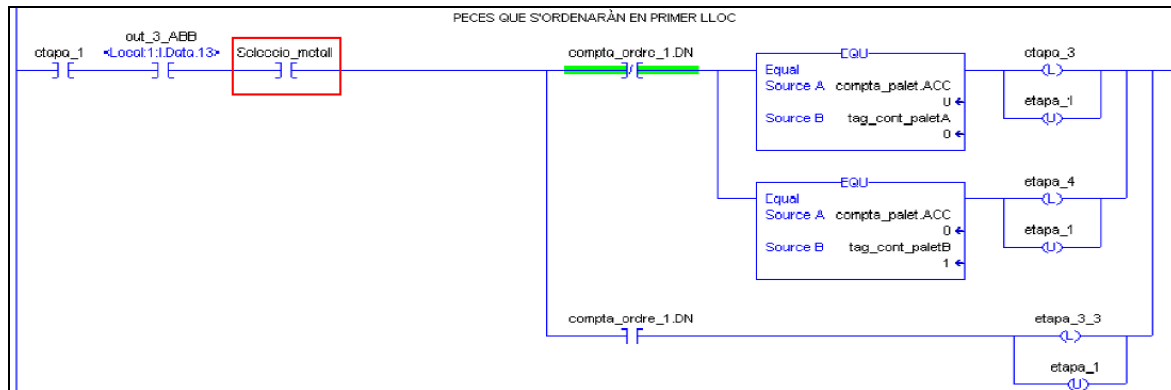 PECES QUE S'ORDENARÀN EN PRIMER LLOC
etapa_1
out_3_ABB
<Local:1:I.Data.13>
Seleccio_metall
compta_ordre_1.DN
EQU
Equal
Source A compta_palet.ACC
0
Source B tag_cont_paletA
0
etapa_3
L
etapa_1
U
EQU
Equal
Source A compta_palet.ACC
0
Source B tag_cont_paletB
1
etapa_4
L
etapa_1
U
compta_ordre_1.DN
etapa_3_3
L
etapa_1
U